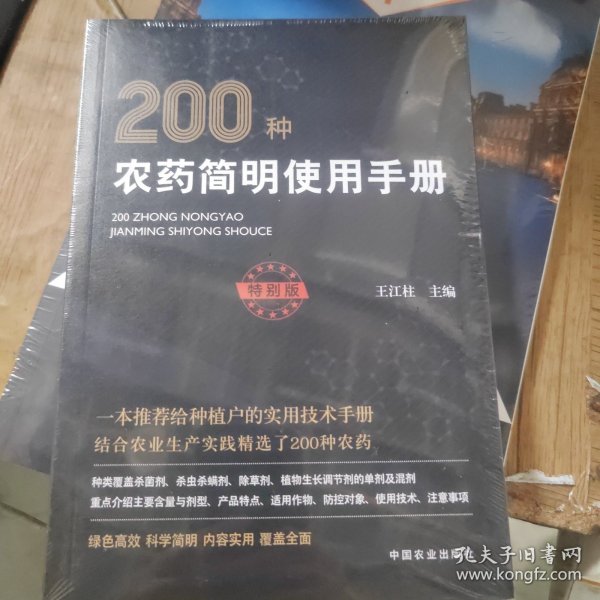 200种
农药简明使用手册
200 ZHONG NONGYAO
JIANMING SHIYONG SHOUCE
特别版
王江柱 主编
一本推荐给种植户的实用技术手册
结合农业生产实践精选了200种农药
种类覆盖杀菌剂、杀虫杀螨剂、除草剂、植物生长调节剂的单剂及混剂
重点介绍主要含量与剂型、产品特点、适用作物、防控对象、使用技术、注意事项
绿色高效 科学简明 内容实用 覆盖全面
中国农业出版社
孔夫子旧书网
www.kongfz.com